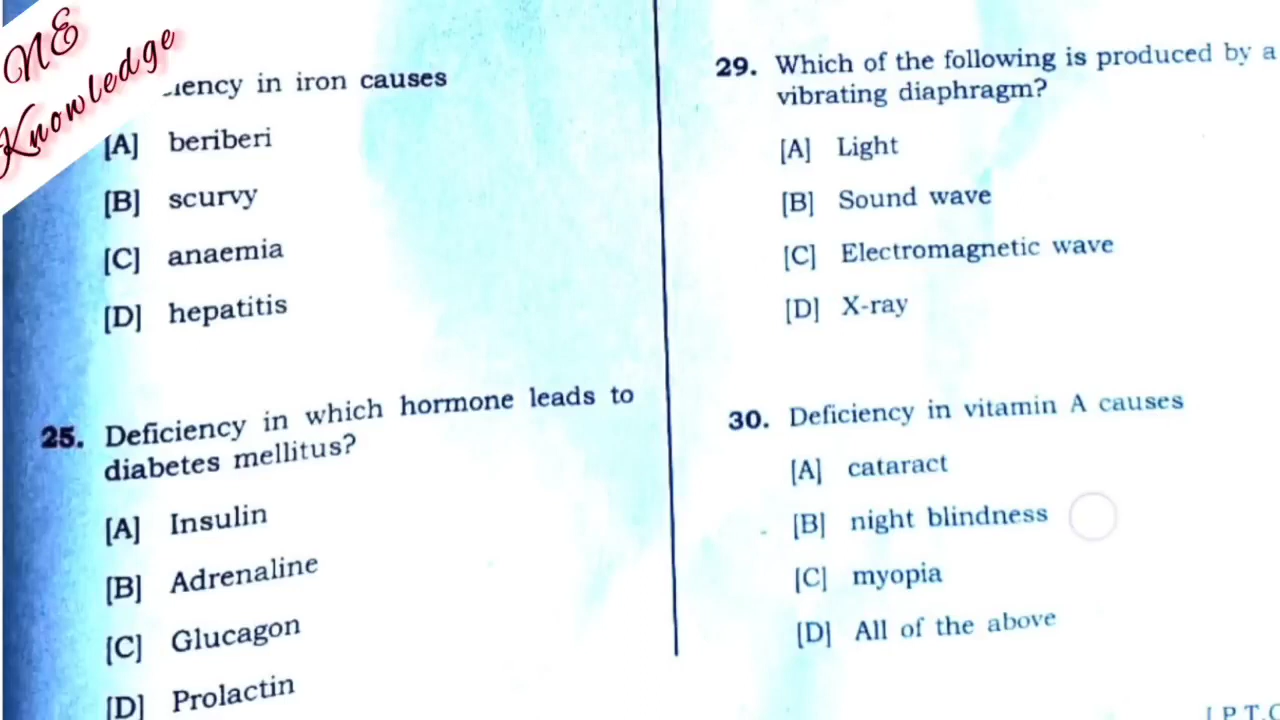 NE
Knowledge
iency in iron causes
[A] beriberi
[B] scurvy
[C] anaemia
[D] hepatitis
25. Deficiency in which hormone leads to
diabetes mellitus?
[A] Insulin
[B] Adrenaline
[C] Glucagon
[D] Prolactin
29. Which of the following is produced by a
vibrating diaphragm?
[A] Light
[B] Sound wave
[C] Electromagnetic wave
[D] X-ray
30. Deficiency in vitamin A causes
[A] cataract
[B] night blindness
[C] myopia
[D] All of the above